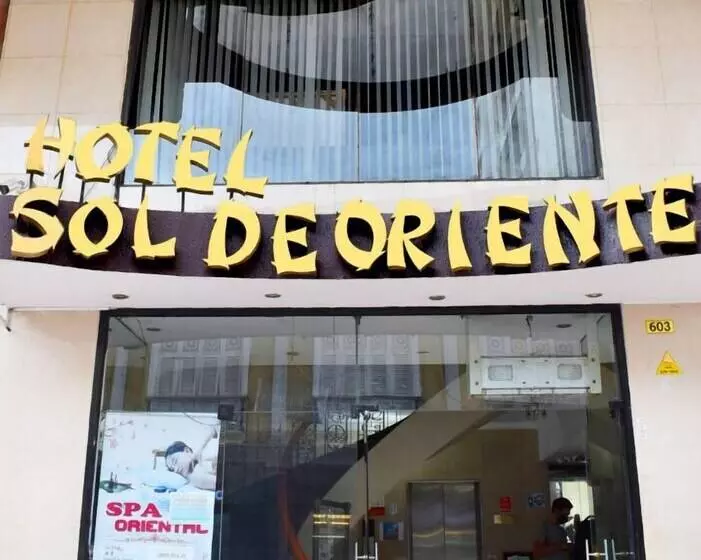 HOTEL
SOL DE ORIENTE
603
SPA
ORIENTAL